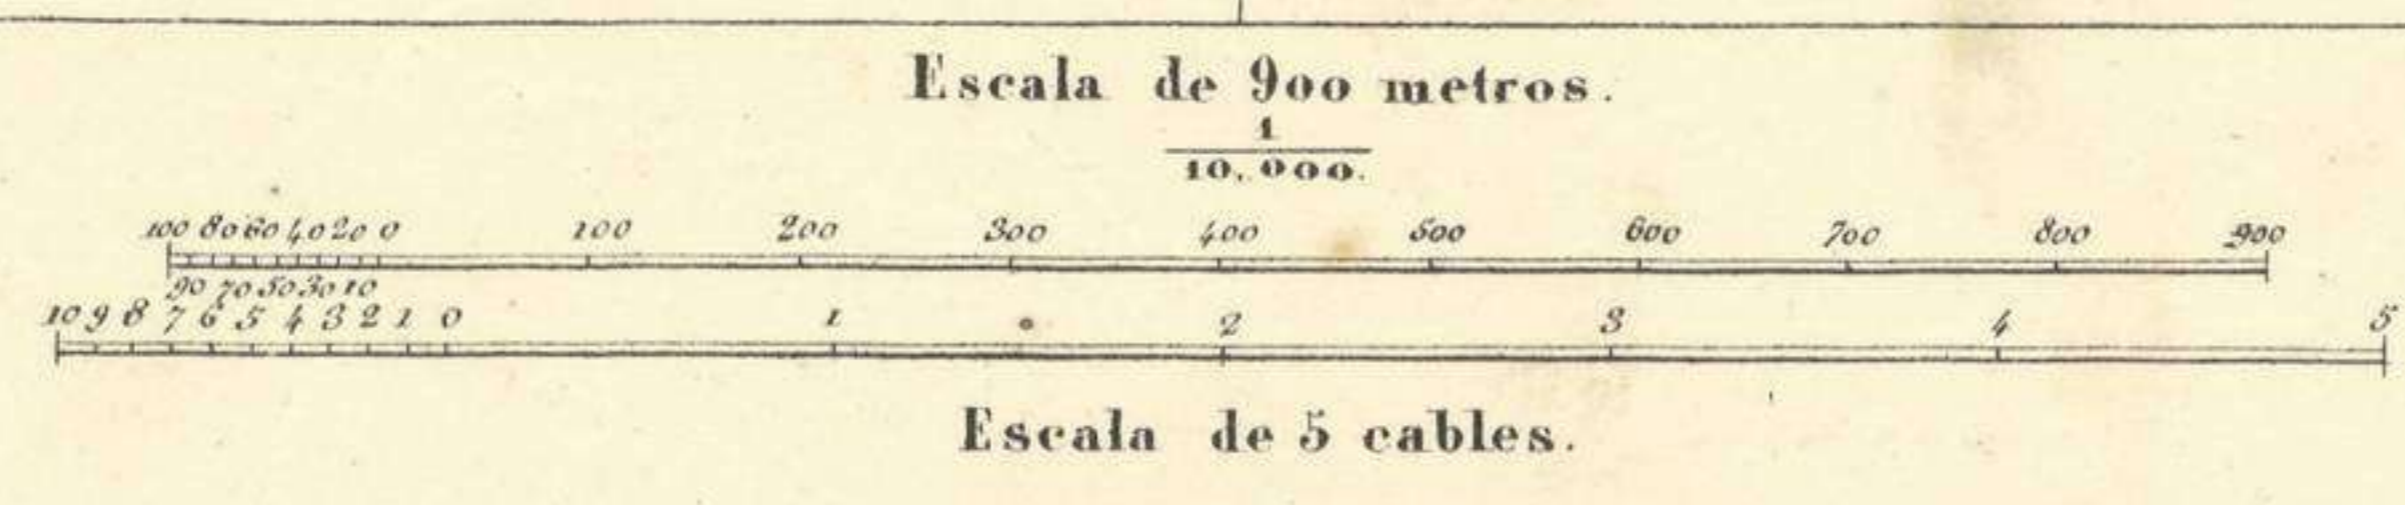 Escala de 900 metros.
1
10.000.
100 80 60 40 20 0 100 200 300 400 500 600 700 800 900
90 70 50 30 10
10 9 8 7 6 5 4 3 2 1 0 1 2 3 4 5
Escala de 5 cables.